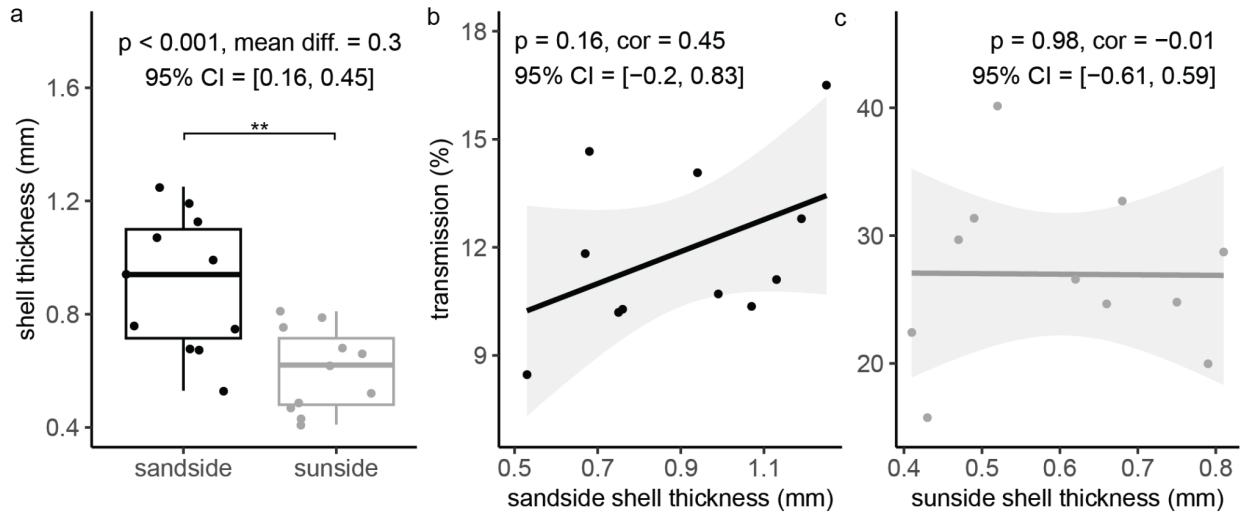 a
p < 0.001, mean diff. = 0.3
95% CI = [0.16, 0.45]
**
shell thickness (mm)
1.6
1.2
0.8
0.4
sandside
sunside
b
p = 0.16, cor = 0.45
95% CI = [−0.2, 0.83]
transmission (%)
18
15
12
9
0.5
0.7
0.9
1.1
sandside shell thickness (mm)
c
p = 0.98, cor = −0.01
95% CI = [−0.61, 0.59]
40
30
20
0.4
0.5
0.6
0.7
0.8
sunside shell thickness (mm)